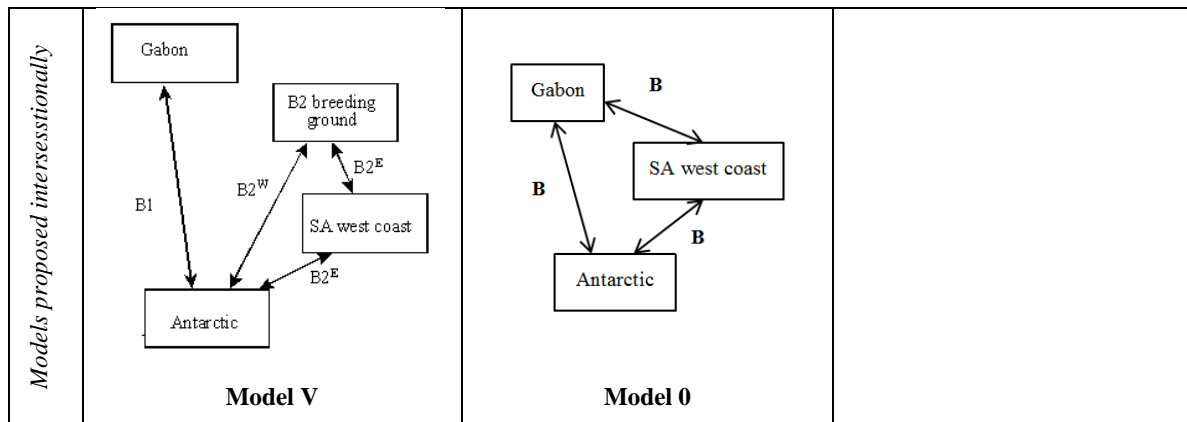 Models proposed intersesstionally
Gabon
B2 breeding
ground
B2ᴱ
B2ᵂ
B1
SA west coast
B2ᴱ
Antarctic
Model V
B
Gabon
SA west coast
B
B
Antarctic
Model 0